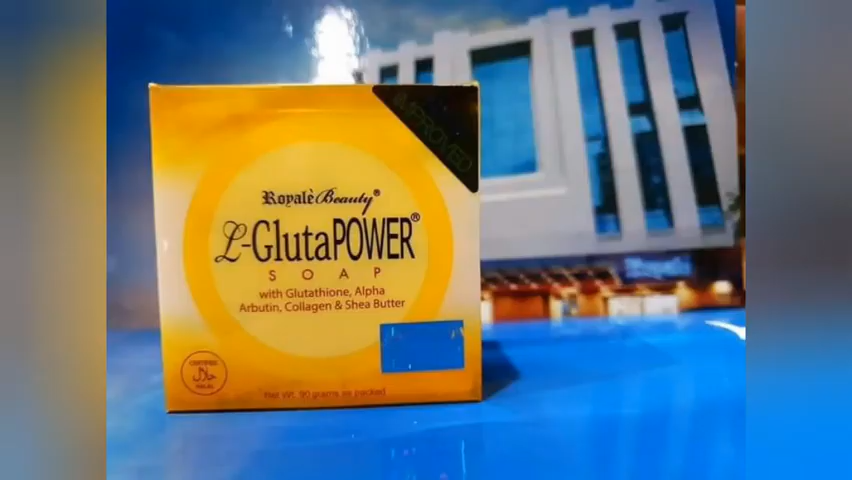 IMPROVED
Royalè Beauty®
L-GlutaPOWER®
SOAP
with Glutathione, Alpha
Arbutin, Collagen & Shea Butter
CERTIFIED
حلال
HALAL
Net Wt. 90 grams as packed
Royale